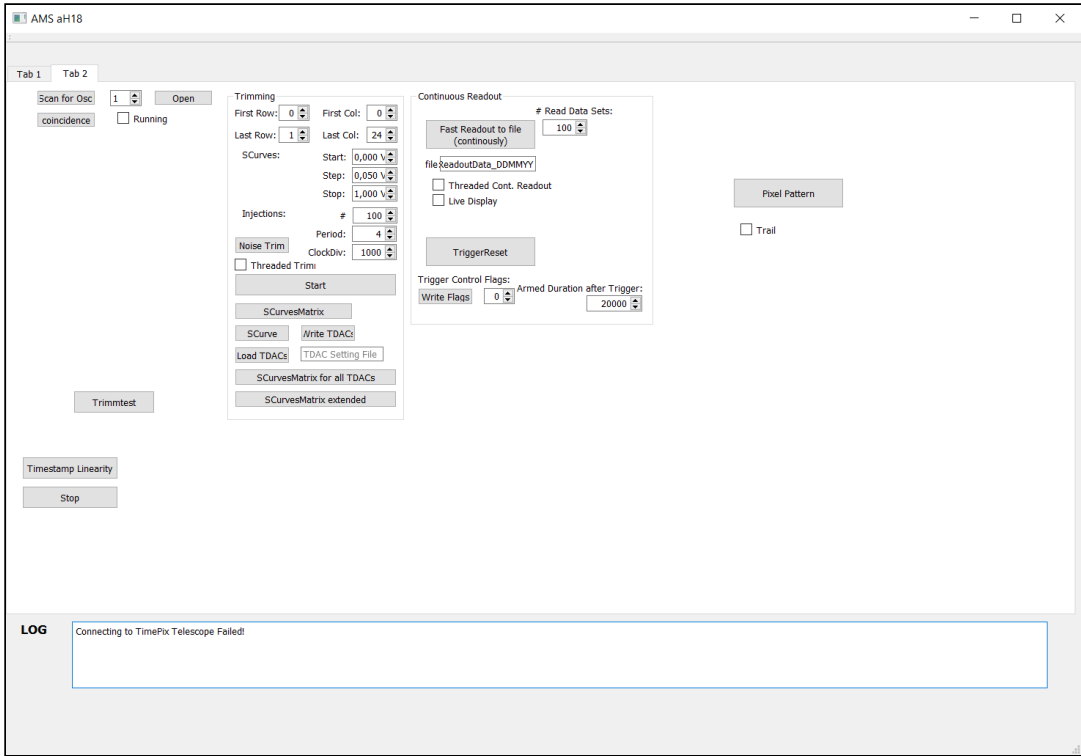 AMS aH18
Tab 1
Tab 2
Scan for Osc 1 Open
coincidence Running
Trimming
First Row: 0 First Col: 0
Last Row: 1 Last Col: 24
SCurves: Start: 0,000 V
Step: 0,050 V
Stop: 1,000 V
Injections: # 100
Period: 4
Noise Trim ClockDiv: 1000
Threaded Trim
Start
SCurvesMatrix
SCurve Write TDACs
Load TDACs TDAC Setting File
SCurvesMatrix for all TDACs
SCurvesMatrix extended
Continuous Readout
# Read Data Sets:
Fast Readout to file
(continously)
100
file ReadoutData_DDMMYY
Threaded Cont. Readout
Live Display
TriggerReset
Trigger Control Flags:
Write Flags 0 Armed Duration after Trigger:
20000
Pixel Pattern
Trail
Trimmtest
Timestamp Linearity
Stop
LOG
Connecting to TimePix Telescope Failed!